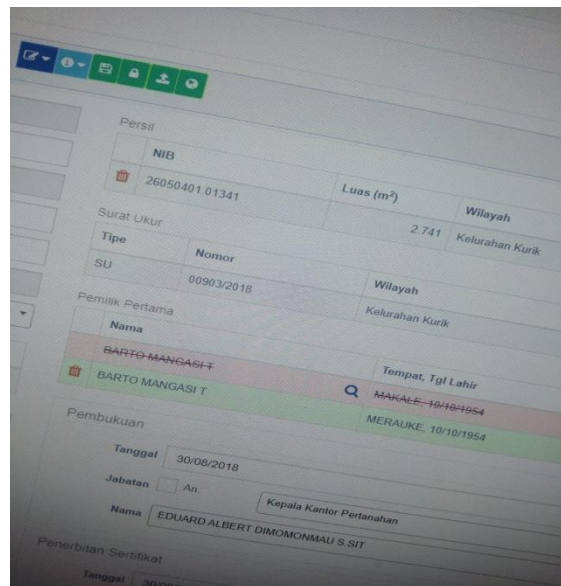 Persil
NIB Luas (m²) Wilayah
26050401.01341 2.741 Kelurahan Kurik
Surat Ukur
Tipe Nomor Wilayah
SU 00903/2018 Kelurahan Kurik
Pemilik Pertama
Nama Tempat, Tgl Lahir
BARTO MANGASI T MAKALE, 10/10/1954
BARTO MANGASI T MERAUKE, 10/10/1954
Pembukuan
Tanggal 30/08/2018
Jabatan An. Kepala Kantor Pertanahan
Nama EDUARD ALBERT DIMOMONMAU S.SIT
Penerbitan Sertifikat
Tanggal